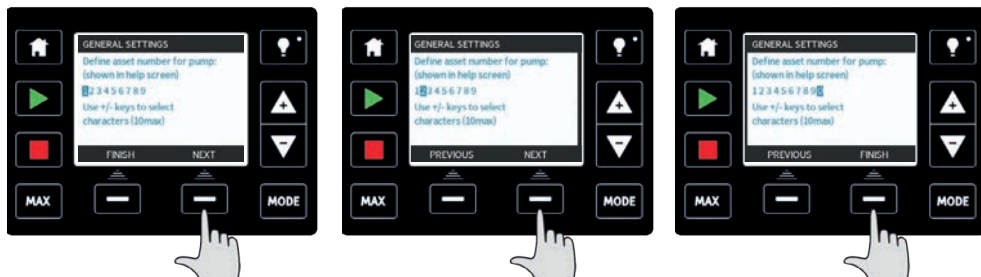 GENERAL SETTINGS
Define asset number for pump:
(shown in help screen)
123456789
Use +/- keys to select
characters (10max)
FINISH NEXT
MAX
MODE
GENERAL SETTINGS
Define asset number for pump:
(shown in help screen)
123456789
Use +/- keys to select
characters (10max)
PREVIOUS NEXT
MAX
MODE
GENERAL SETTINGS
Define asset number for pump:
(shown in help screen)
1234567890
Use +/- keys to select
characters (10max)
PREVIOUS FINISH
MAX
MODE